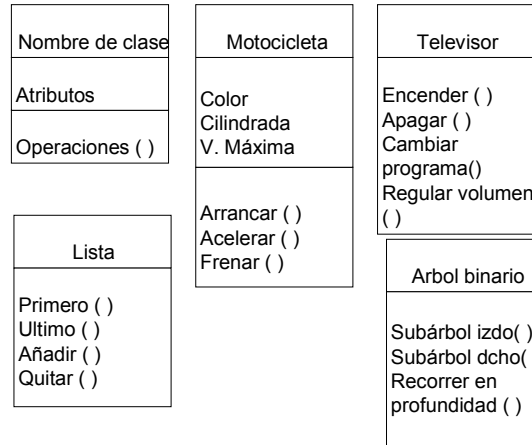 Nombre de clase
Atributos
Operaciones ( )
Motocicleta
Color
Cilindrada
V. Máxima
Arrancar ( )
Acelerar ( )
Frenar ( )
Televisor
Encender ( )
Apagar ( )
Cambiar
programa()
Regular volumen
( )
Lista
Primero ( )
Ultimo ( )
Añadir ( )
Quitar ( )
Arbol binario
Subárbol izdo( )
Subárbol dcho(
Recorrer en
profundidad ( )